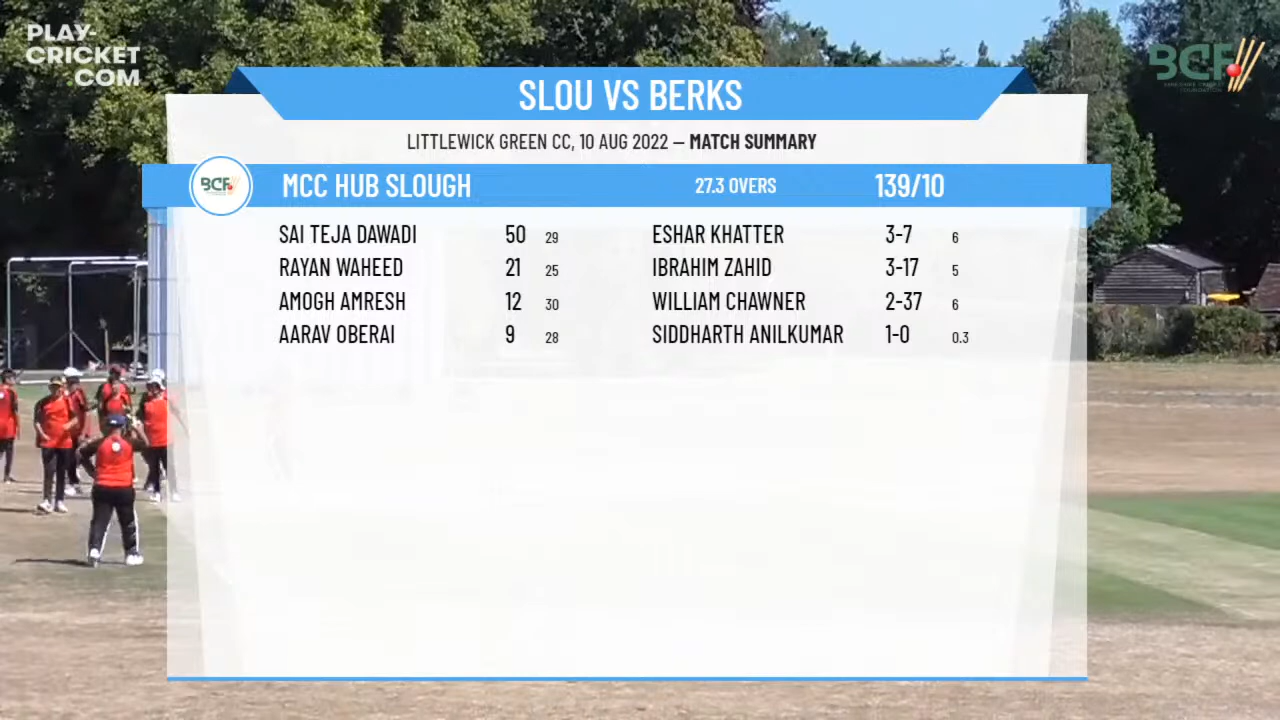 PLAY-
CRICKET
COM
BCF
SLOU VS BERKS
LITTLEWICK GREEN CC, 10 AUG 2022 – MATCH SUMMARY
BCF MCC HUB SLOUGH 27.3 OVERS 139/10
SAI TEJA DAWADI 50 29 ESHAR KHATTER 3-7 6
RAYAN WAHEED 21 25 IBRAHIM ZAHID 3-17 5
AMOGH AMRESH 12 30 WILLIAM CHAWNER 2-37 6
AARAV OBERAI 9 28 SIDDHARTH ANILKUMAR 1-0 0.3